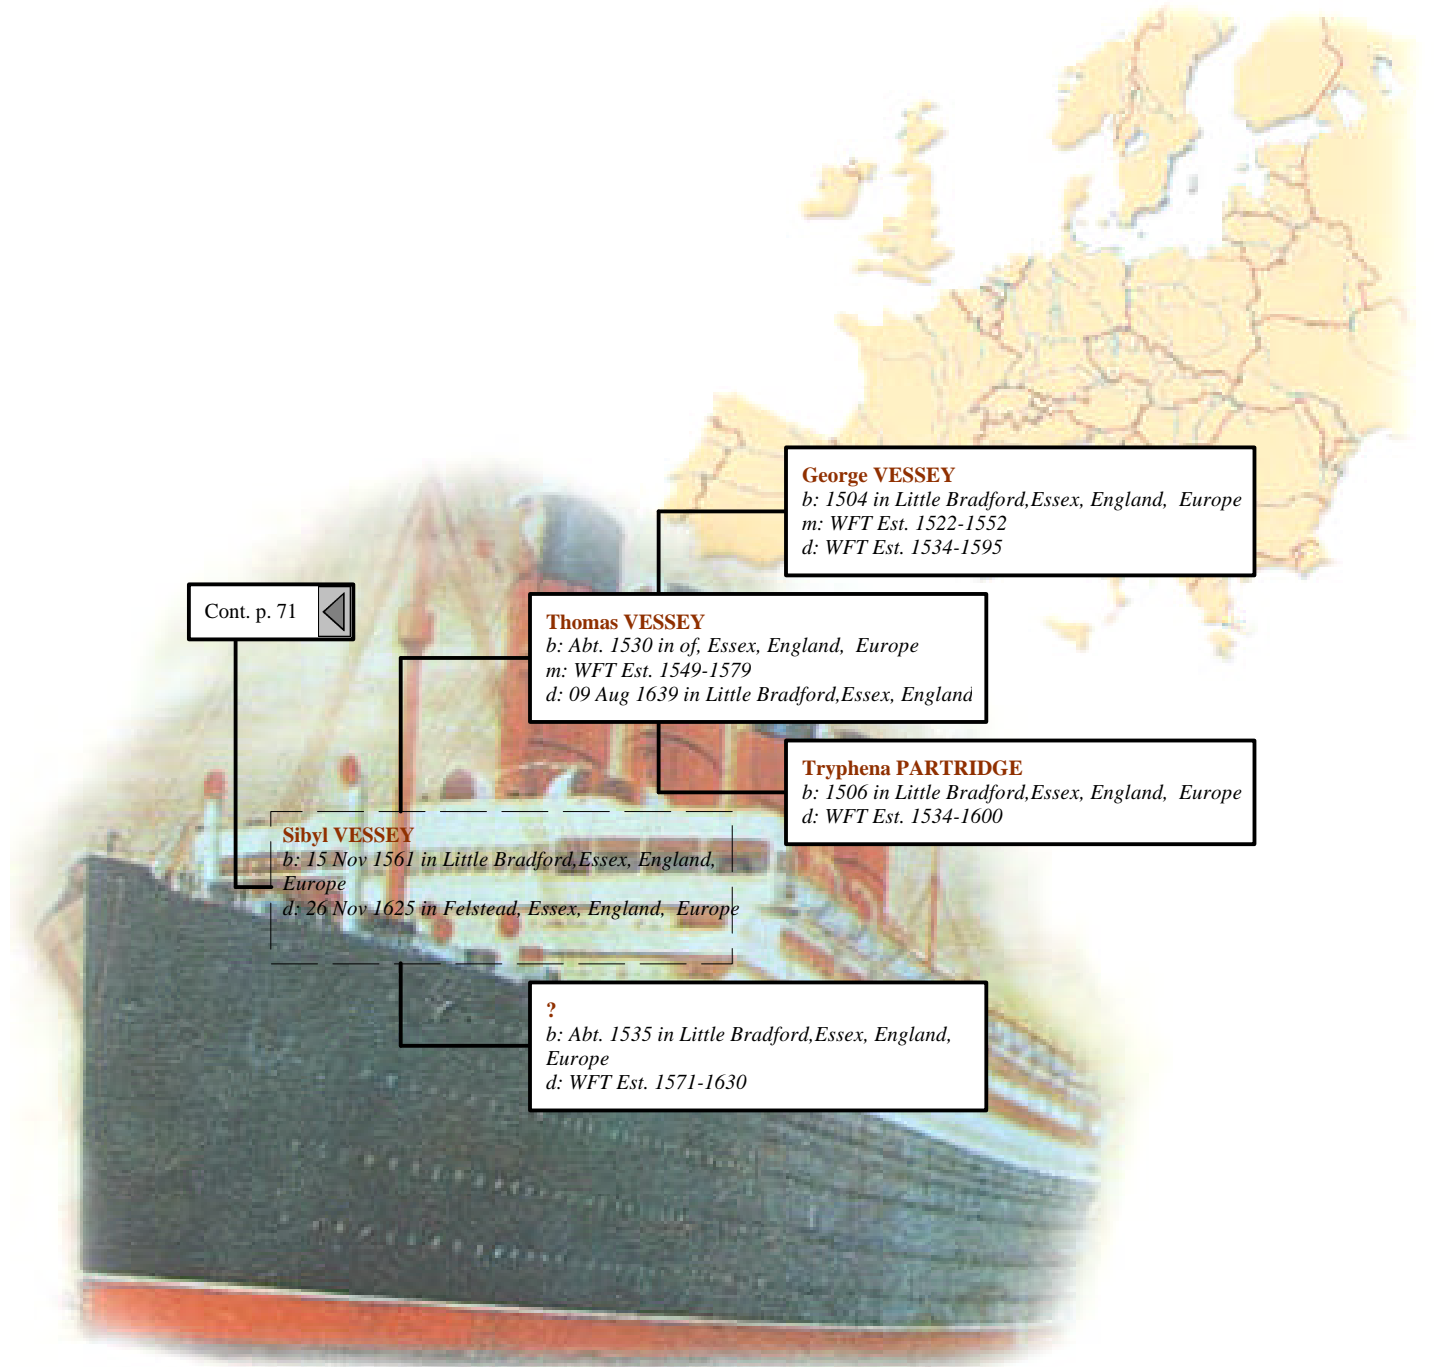 George VESSEY
b: 1504 in Little Bradford,Essex, England, Europe
m: WFT Est. 1522-1552
d: WFT Est. 1534-1595
Cont. p. 71
Thomas VESSEY
b: Abt. 1530 in of, Essex, England, Europe
m: WFT Est. 1549-1579
d: 09 Aug 1639 in Little Bradford,Essex, England
Tryphena PARTRIDGE
b: 1506 in Little Bradford,Essex, England, Europe
d: WFT Est. 1534-1600
Sibyl VESSEY
b: 15 Nov 1561 in Little Bradford,Essex, England,
Europe
d: 26 Nov 1625 in Felstead, Essex, England, Europe
?
b: Abt. 1535 in Little Bradford,Essex, England,
Europe
d: WFT Est. 1571-1630